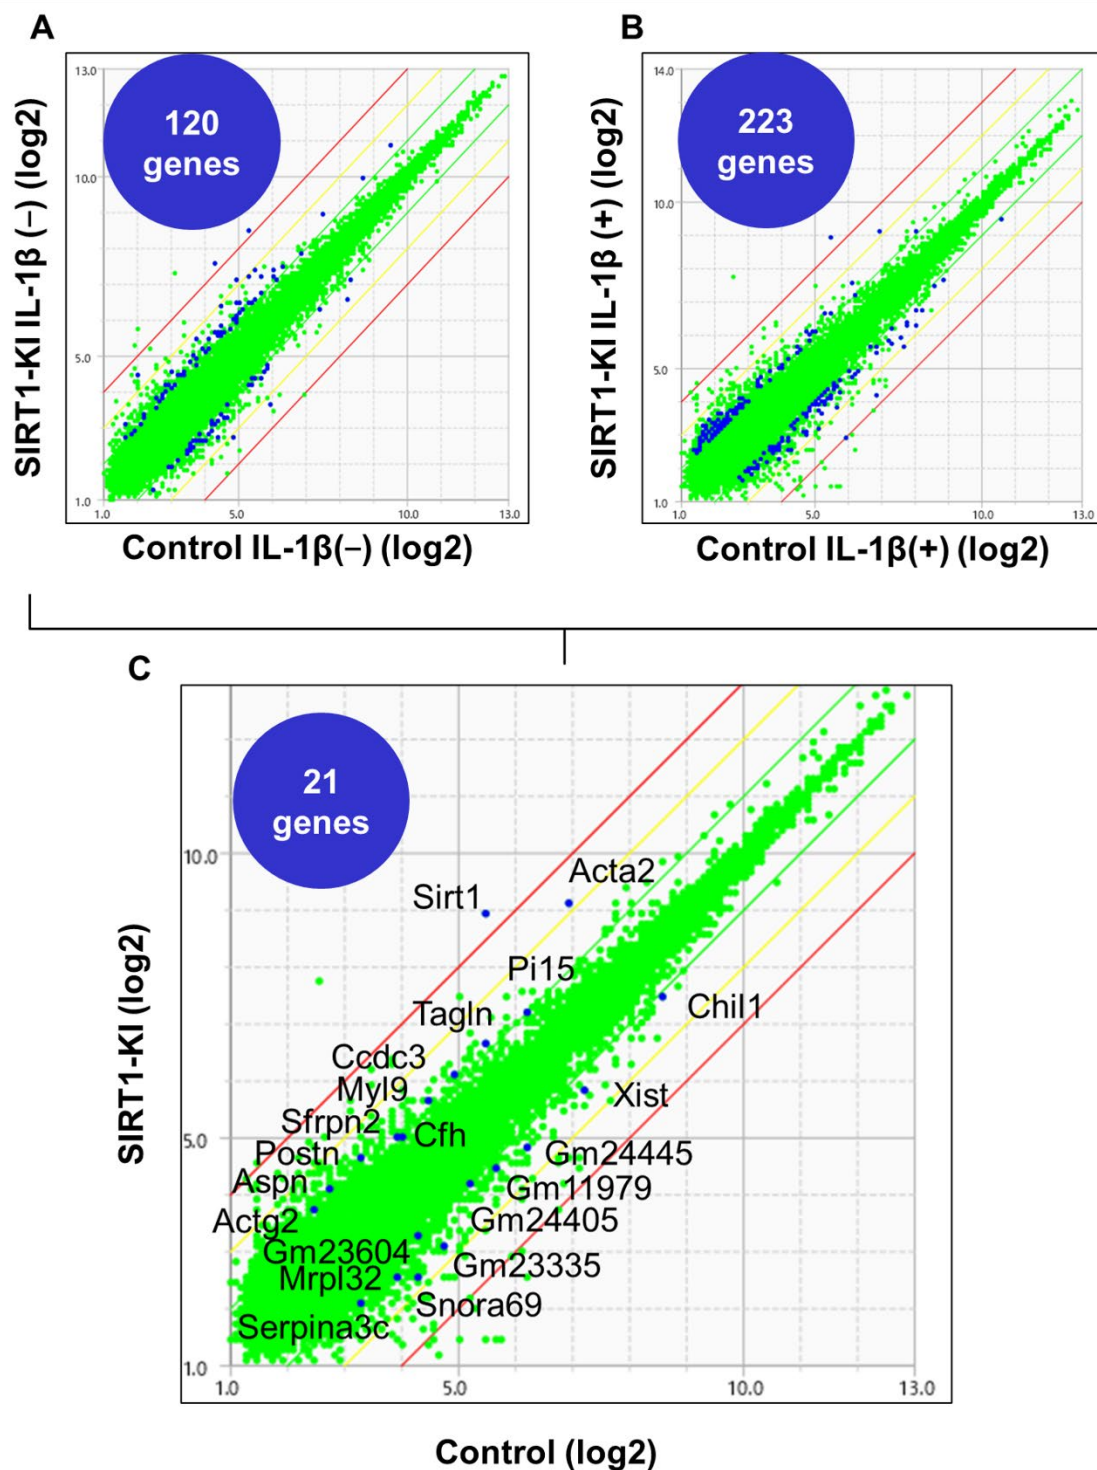 A
B
SIRT1-KI IL-1β (−) (log2)
13.0
10.0
5.0
1.0
120
genes
1.0
5.0
10.0
13.0
Control IL-1β(−) (log2)
SIRT1-KI IL-1β (+) (log2)
14.0
10.0
5.0
1.0
223
genes
1.0
5.0
10.0
13.0
Control IL-1β(+) (log2)
C
SIRT1-KI (log2)
21
genes
10.0
5.0
1.0
Acta2
Sirt1
Pi15
Chil1
Tagln
Ccdc3
Myl9
Xist
Sfrpn2
Cfh
Postn
Gm24445
Aspn
Gm11979
Actg2
Gm24405
Gm23604
Gm23335
Mrpl32
Snora69
Serpina3c
1.0
5.0
10.0
13.0
Control (log2)